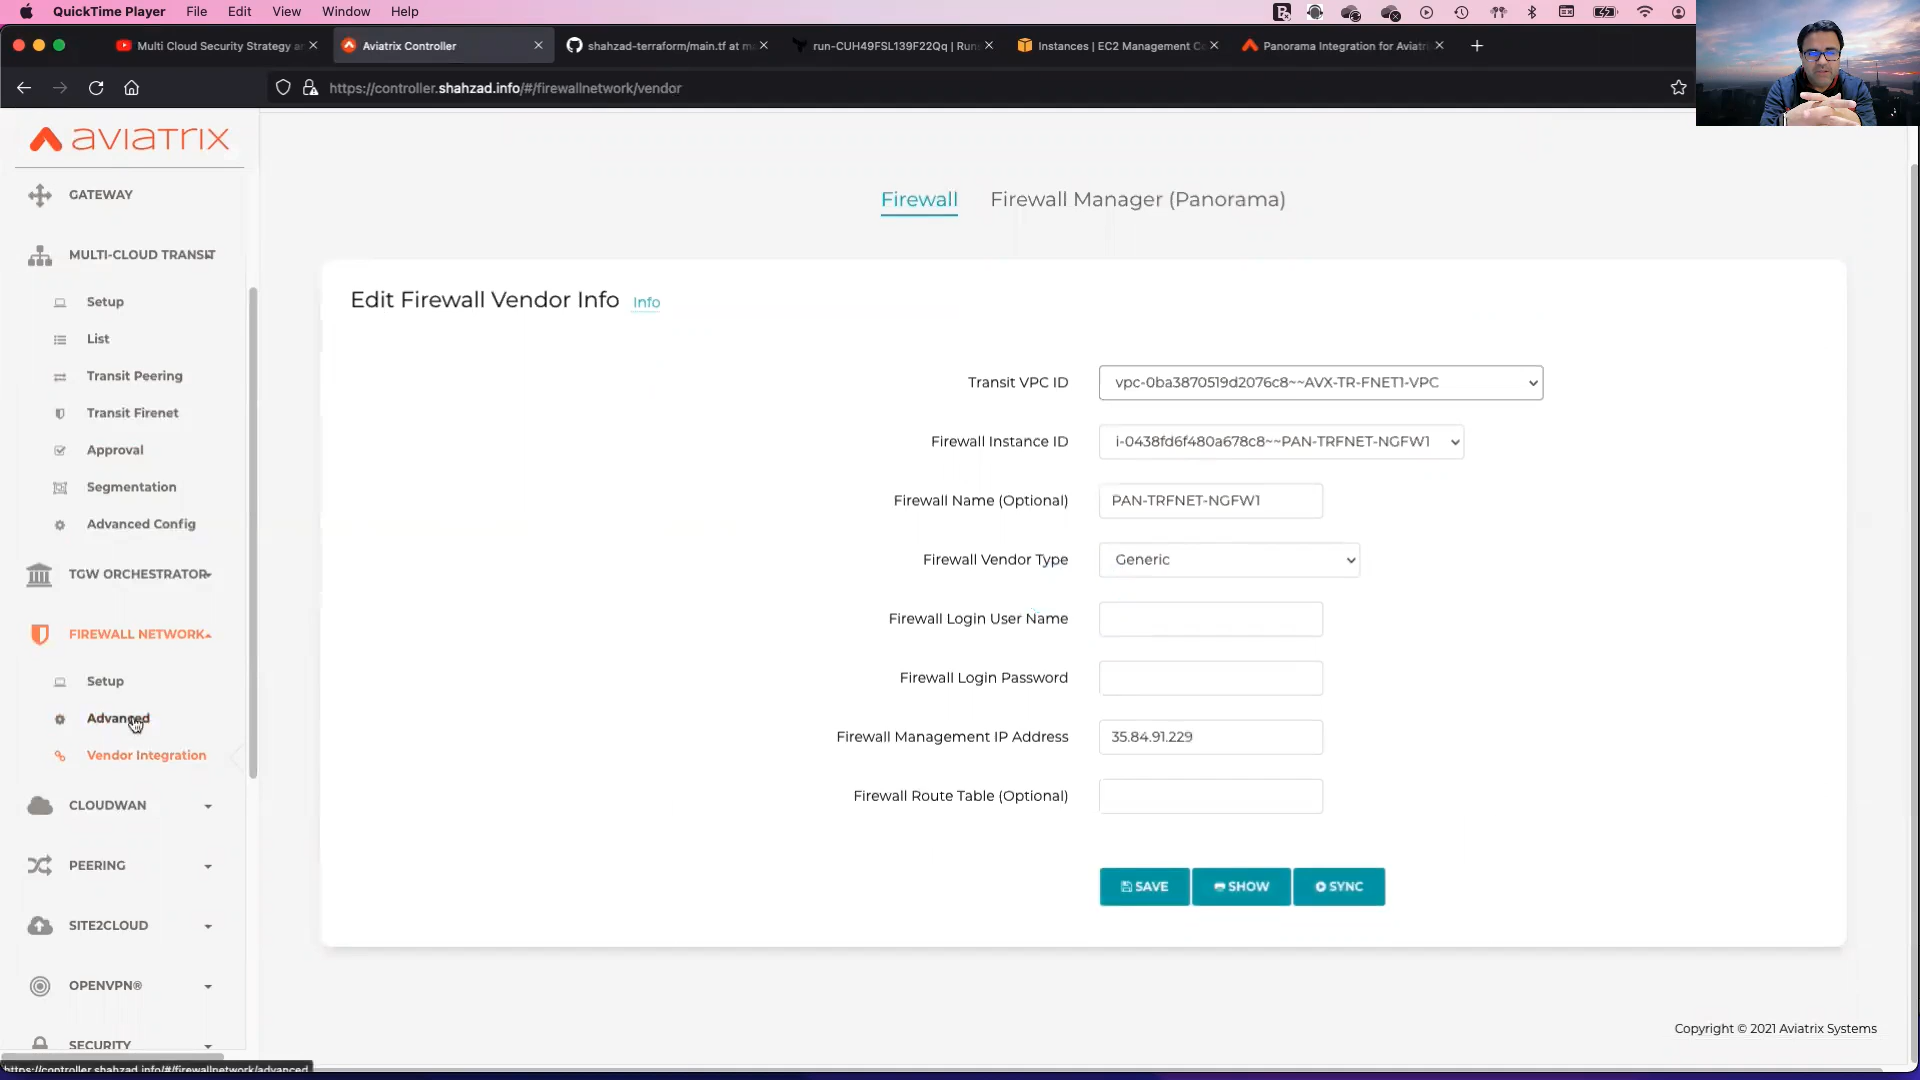 QuickTime Player File Edit View Window Help
Multi Cloud Security Strategy a
Aviatrix Controller
shahzad-terraform/main.tf at m
run-CUH49FSL139F22Qq | Run
Instances | EC2 Management C
Panorama Integration for Aviatri
https://controller.shahzad.info/#/firewallnetwork/vendor
aviatrix
GATEWAY
MULTI-CLOUD TRANSIT
Setup
List
Transit Peering
Transit Firenet
Approval
Segmentation
Advanced Config
TGW ORCHESTRATOR
FIREWALL NETWORK
Setup
Advanced
Vendor Integration
CLOUDWAN
PEERING
SITE2CLOUD
OPENVPN®
SECURITY
https://controller.shahzad.info/#/firewallnetwork/advanced
Firewall Firewall Manager (Panorama)
Edit Firewall Vendor Info Info
Transit VPC ID vpc-0ba3870519d2076c8~~AVX-TR-FNET1-VPC
Firewall Instance ID i-0438fd6f480a678c8~~PAN-TRFNET-NGFW1
Firewall Name (Optional) PAN-TRFNET-NGFW1
Firewall Vendor Type Generic
Firewall Login User Name
Firewall Login Password
Firewall Management IP Address 35.84.91.229
Firewall Route Table (Optional)
SAVE SHOW SYNC
Copyright © 2021 Aviatrix Systems